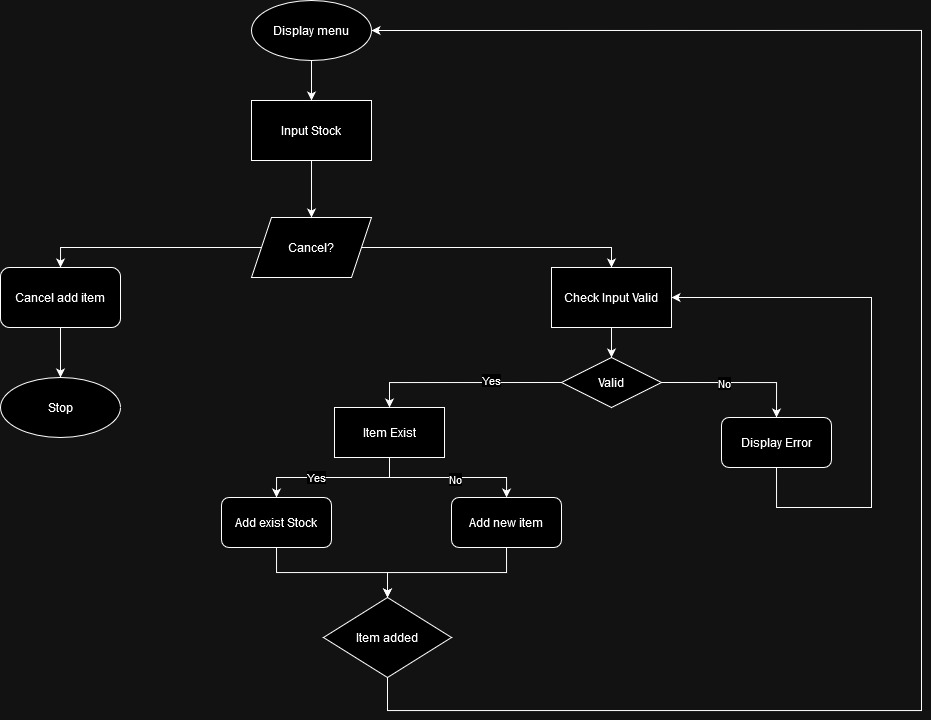 Display menu
Input Stock
Cancel?
Cancel add item
Check Input Valid
Stop
Valid
Yes
No
Item Exist
Display Error
Yes
No
Add exist Stock
Add new item
Item added